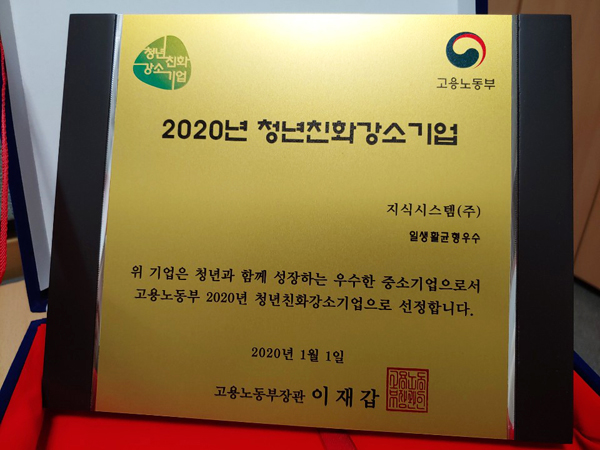 청년친화
강소기업
고용노동부
2020년 청년친화강소기업
지식시스템(주)
일생활균형우수
위 기업은 청년과 함께 성장하는 우수한 중소기업으로서
고용노동부 2020년 청년친화강소기업으로 선정합니다.
2020년 1월 1일
고용노동부장관 이재갑